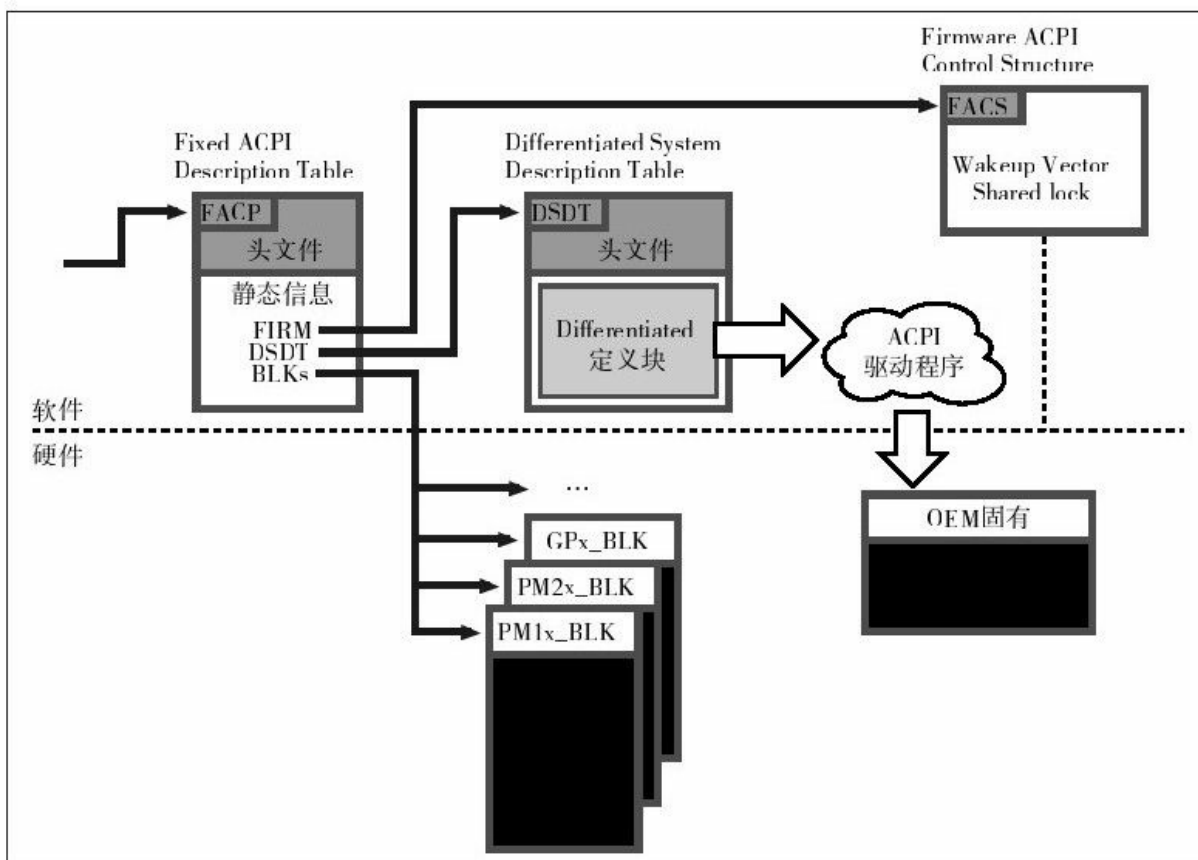 Firmware ACPI
Control Structure
FACS
Wakeup Vector
Shared lock
Fixed ACPI
Description Table
FACP
头文件
静态信息
FIRM
DSDT
BLKs
Differentiated System
Description Table
DSDT
头文件
Differentiated
定义块
ACPI
驱动程序
软件
硬件
...
GPx_BLK
PM2x_BLK
PM1x_BLK
OEM固有